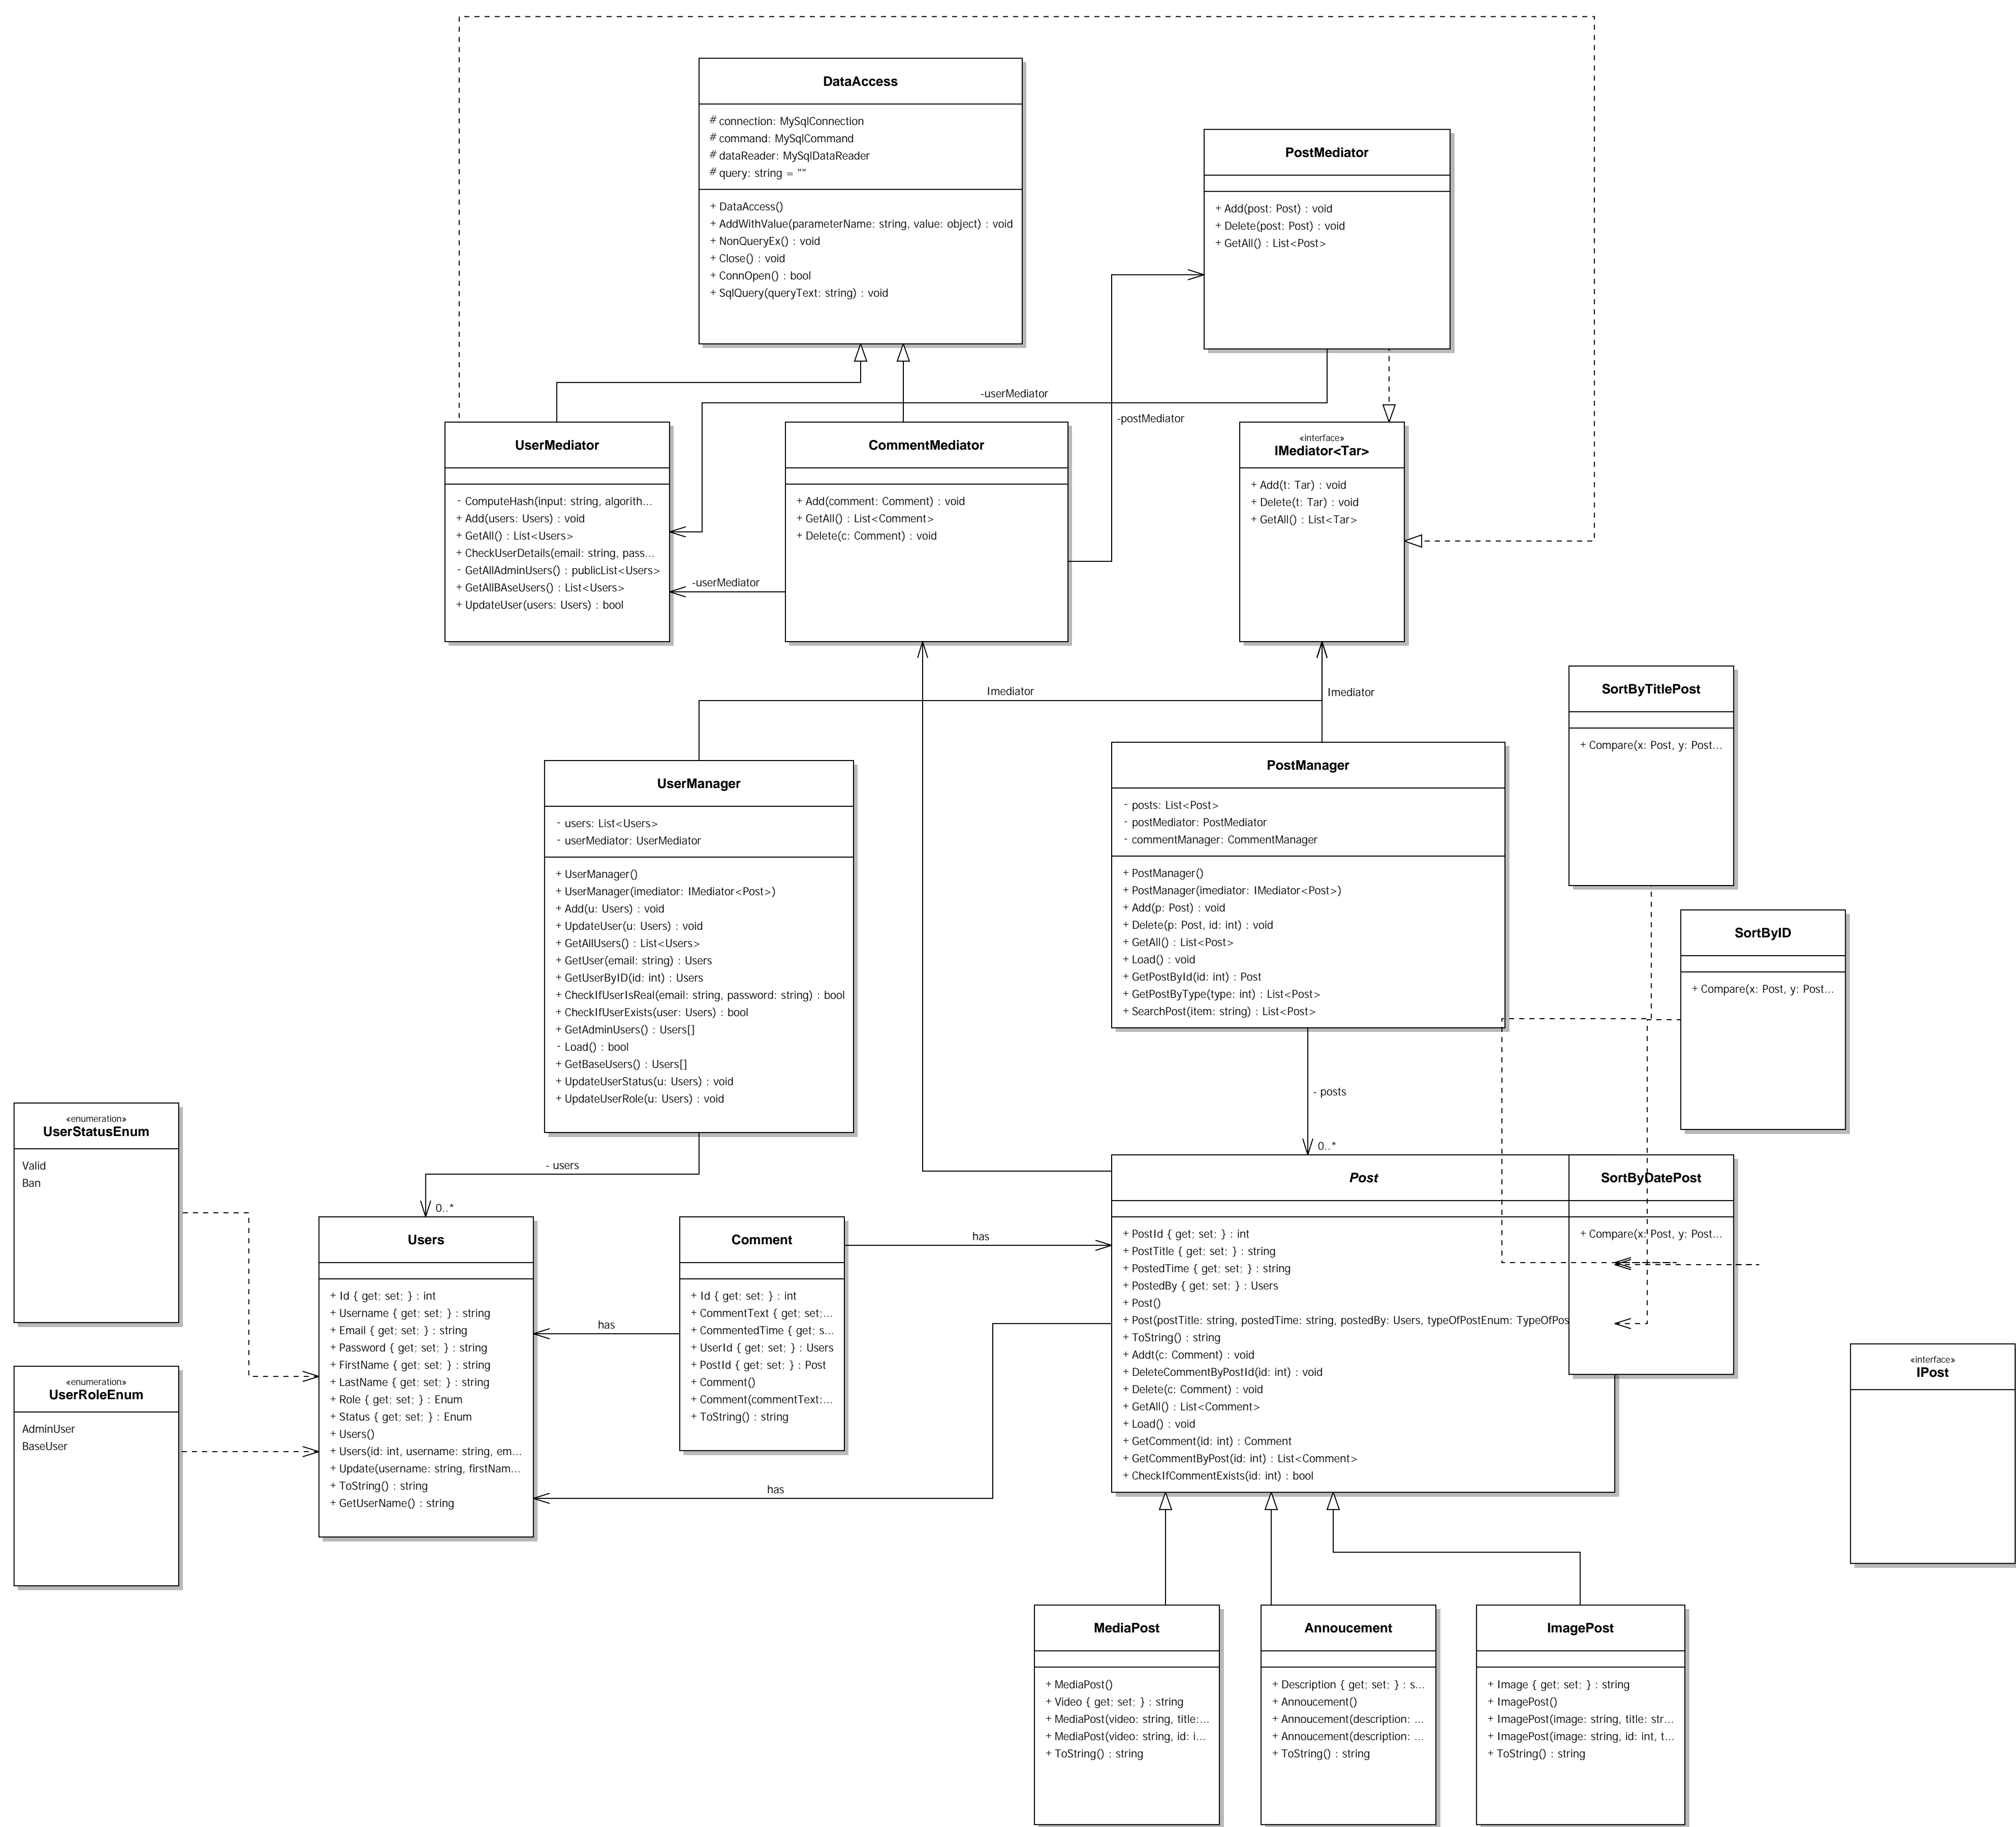 DataAccess
# connection: MySqlConnection
# command: MySqlCommand
# dataReader: MySqlDataReader
# query: string = ""
+ DataAccess()
+ AddWithValue(parameterName: string, value: object) : void
+ NonQueryEx() : void
+ Close() : void
+ ConnOpen() : bool
+ SqlQuery(queryText: string) : void
PostMediator
+ Add(post: Post) : void
+ Delete(post: Post) : void
+ GetAll() : List<Post>
-userMediator
-postMediator
UserMediator
- ComputeHash(input: string, algorith...
+ Add(users: Users) : void
+ GetAll() : List<Users>
+ CheckUserDetails(email: string, pass...
- GetAllAdminUsers() : publicList<Users>
+ GetAllBAseUsers() : List<Users>
+ UpdateUser(users: Users) : bool
-userMediator
CommentMediator
+ Add(comment: Comment) : void
+ GetAll() : List<Comment>
+ Delete(c: Comment) : void
«interface»
IMediator<Tar>
+ Add(t: Tar) : void
+ Delete(t: Tar) : void
+ GetAll() : List<Tar>
Imediator
Imediator
SortByTitlePost
+ Compare(x: Post, y: Post...
UserManager
- users: List<Users>
- userMediator: UserMediator
+ UserManager()
+ UserManager(imediator: IMediator<Post>)
+ Add(u: Users) : void
+ UpdateUser(u: Users) : void
+ GetAllUsers() : List<Users>
+ GetUser(email: string) : Users
+ GetUserByID(id: int) : Users
+ CheckIfUserIsReal(email: string, password: string) : bool
+ CheckIfUserExists(user: Users) : bool
+ GetAdminUsers() : Users[]
- Load() : bool
+ GetBaseUsers() : Users[]
+ UpdateUserStatus(u: Users) : void
+ UpdateUserRole(u: Users) : void
PostManager
- posts: List<Post>
- postMediator: PostMediator
- commentManager: CommentManager
+ PostManager()
+ PostManager(imediator: IMediator<Post>)
+ Add(p: Post) : void
+ Delete(p: Post, id: int) : void
+ GetAll() : List<Post>
+ Load() : void
+ GetPostById(id: int) : Post
+ GetPostByType(type: int) : List<Post>
+ SearchPost(item: string) : List<Post>
SortByID
+ Compare(x: Post, y: Post...
- posts
0..*
- users
0..*
«enumeration»
UserStatusEnum
Valid
Ban
«enumeration»
UserRoleEnum
AdminUser
BaseUser
Users
+ Id { get; set; } : int
+ Username { get; set; } : string
+ Email { get; set; } : string
+ Password { get; set; } : string
+ FirstName { get; set; } : string
+ LastName { get; set; } : string
+ Role { get; set; } : Enum
+ Status { get; set; } : Enum
+ Users()
+ Users(id: int, username: string, em...
+ Update(username: string, firstNam...
+ ToString() : string
+ GetUserName() : string
has
Comment
+ Id { get; set; } : int
+ CommentText { get; set;...
+ CommentedTime { get; s...
+ UserId { get; set; } : Users
+ PostId { get; set; } : Post
+ Comment()
+ Comment(commentText:...
+ ToString() : string
has
has
Post
+ PostId { get; set; } : int
+ PostTitle { get; set; } : string
+ PostedTime { get; set; } : string
+ PostedBy { get; set; } : Users
+ Post()
+ Post(postTitle: string, postedTime: string, postedBy: Users, typeOfPostEnum: TypeOfPos
+ ToString() : string
+ Addt(c: Comment) : void
+ DeleteCommentByPostId(id: int) : void
+ Delete(c: Comment) : void
+ GetAll() : List<Comment>
+ Load() : void
+ GetComment(id: int) : Comment
+ GetCommentByPost(id: int) : List<Comment>
+ CheckIfCommentExists(id: int) : bool
SortByDatePost
+ Compare(x: Post, y: Post...
«interface»
IPost
MediaPost
+ MediaPost()
+ Video { get; set; } : string
+ MediaPost(video: string, title:...
+ MediaPost(video: string, id: i...
+ ToString() : string
Annoucement
+ Description { get; set; } : s...
+ Annoucement()
+ Annoucement(description: ...
+ Annoucement(description: ...
+ ToString() : string
ImagePost
+ Image { get; set; } : string
+ ImagePost()
+ ImagePost(image: string, title: str...
+ ImagePost(image: string, id: int, t...
+ ToString() : string